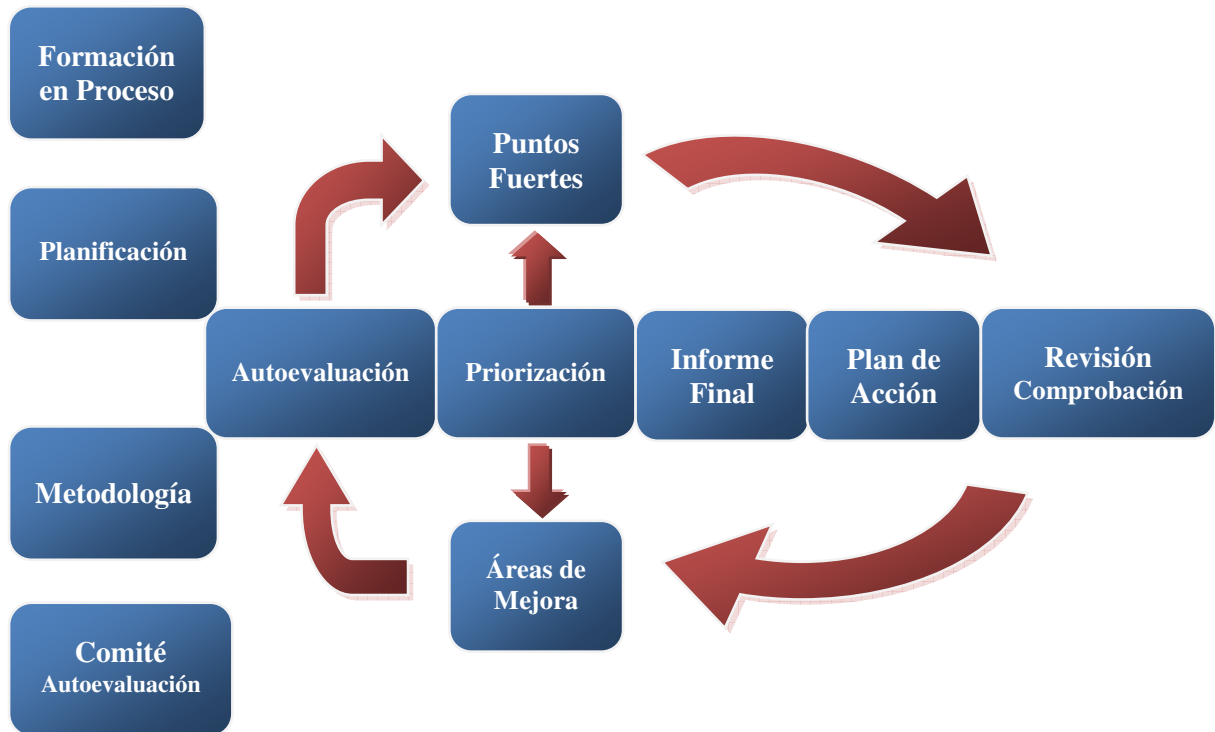 Formación
en Proceso
Puntos
Fuertes
Planificación
Autoevaluación
Priorización
Informe
Final
Plan de
Acción
Revisión
Comprobación
Metodología
Áreas de
Mejora
Comité
Autoevaluación